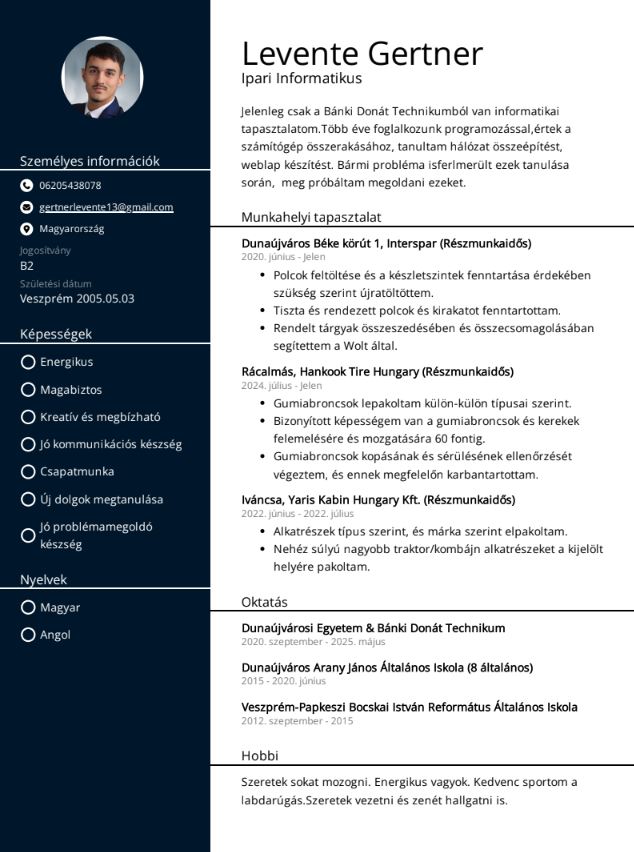 Személyes információk
06205438078
gertnerlevente13@gmail.com
Magyarország
Jogosítvány
B2
Születési dátum
Veszprém 2005.05.03
Képességek
Energikus
Magabiztos
Kreatív és megbízható
Jó kommunikációs készség
Csapatmunka
Új dolgok megtanulása
Jó problémamegoldó
készség
Nyelvek
Magyar
Angol
Levente Gertner
Ipari Informatikus
Jelenleg csak a Bánki Donát Technikumból van informatikai
tapasztalatom.Több éve foglalkozunk programozással,értek a
számítógép összerakásához, tanultam hálózat összeépítést,
weblap készítést. Bármi probléma isferlmerült ezek tanulása
során, meg próbáltam megoldani ezeket.
Munkahelyi tapasztalat
Dunaújváros Béke körút 1, Interspar (Részmunkaidős)
2020. június - Jelen
• Polcok feltöltése és a készletszintek fenntartása érdekében
szükség szerint újratöltöttem.
• Tiszta és rendezett polcok és kirakatot fenntartottam.
• Rendelt tárgyak összeszedésében és összecsomagolásában
segítettem a Wolt által.
Rácalmás, Hankook Tire Hungary (Részmunkaidős)
2024. július - Jelen
• Gumiabroncsok lepakoltam külön-külön típusai szerint.
• Bizonyított képességem van a gumiabroncsok és kerekek
felemelésére és mozgatására 60 fontig.
• Gumiabroncsok kopásának és sérülésének ellenőrzését
végeztem, és ennek megfelelőn karbantartottam.
Iváncsa, Yaris Kabin Hungary Kft. (Részmunkaidős)
2022. június - 2022. július
• Alkatrészek típus szerint, és márka szerint elpakoltam.
• Nehéz súlyú nagyobb traktor/kombájn alkatrészeket a kijelölt
helyére pakoltam.
Oktatás
Dunaújvárosi Egyetem & Bánki Donát Technikum
2020. szeptember - 2025. május
Dunaújváros Arany János Általános Iskola (8 általános)
2015 - 2020. június
Veszprém-Papkeszi Bocskai István Református Általános Iskola
2012. szeptember - 2015
Hobbi
Szeretek sokat mozogni. Energikus vagyok. Kedvenc sportom a
labdarúgás.Szeretek vezetni és zenét hallgatni is.